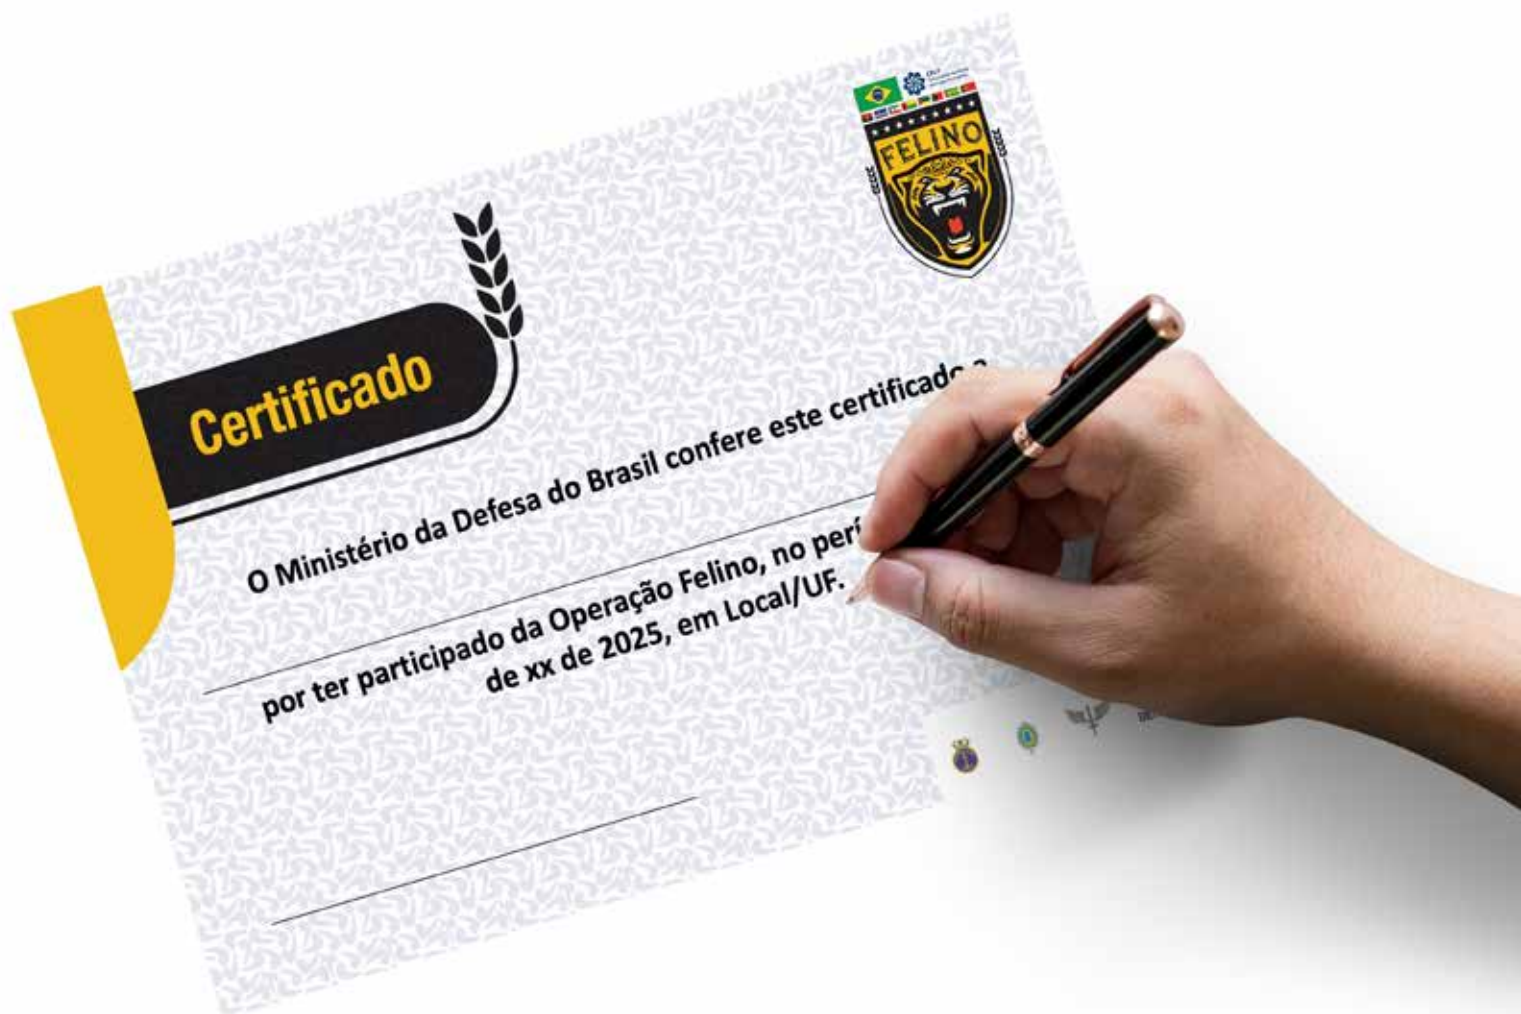 CPLP
FELINO
Certificado
O Ministério da Defesa do Brasil confere este certificado a
por ter participado da Operação Felino, no perí
de xx de 2025, em Local/UF.